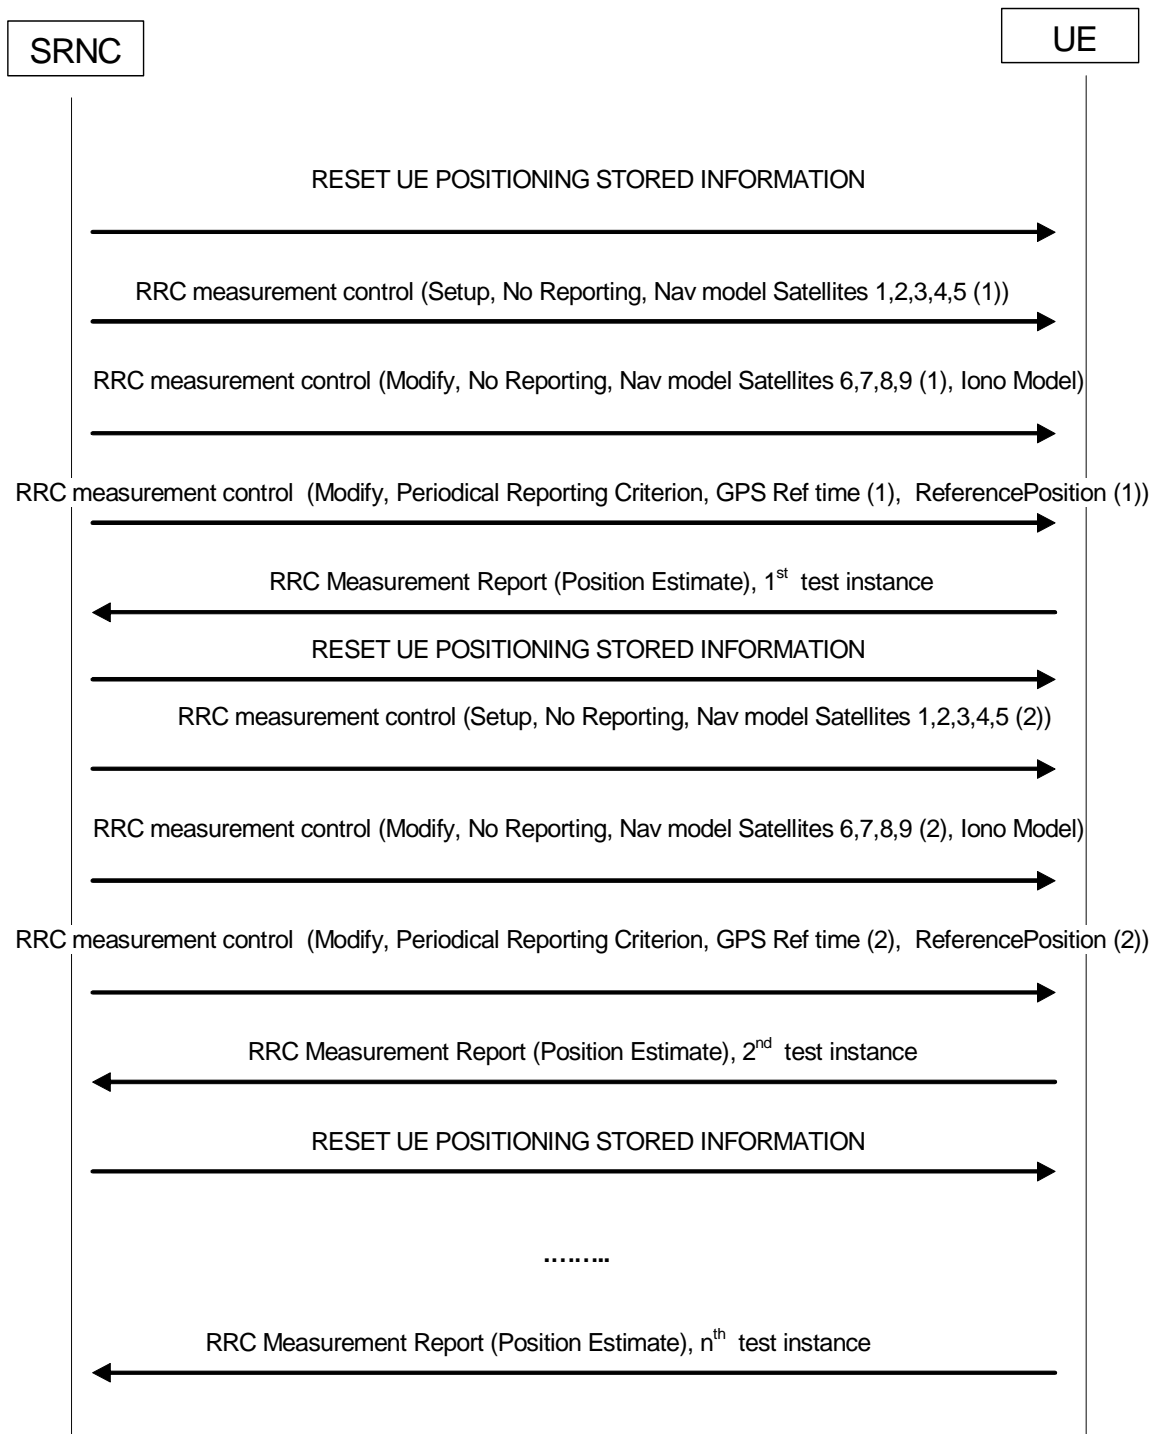 SRNC
UE
RESET UE POSITIONING STORED INFORMATION
RRC measurement control (Setup, No Reporting, Nav model Satellites 1,2,3,4,5 (1))
RRC measurement control (Modify, No Reporting, Nav model Satellites 6,7,8,9 (1), Iono Model)
RRC measurement control (Modify, Periodical Reporting Criterion, GPS Ref time (1), ReferencePosition (1))
RRC Measurement Report (Position Estimate), 1st test instance
RESET UE POSITIONING STORED INFORMATION
RRC measurement control (Setup, No Reporting, Nav model Satellites 1,2,3,4,5 (2))
RRC measurement control (Modify, No Reporting, Nav model Satellites 6,7,8,9 (2), Iono Model)
RRC measurement control (Modify, Periodical Reporting Criterion, GPS Ref time (2), ReferencePosition (2))
RRC Measurement Report (Position Estimate), 2nd test instance
RESET UE POSITIONING STORED INFORMATION
………
RRC Measurement Report (Position Estimate), nth test instance